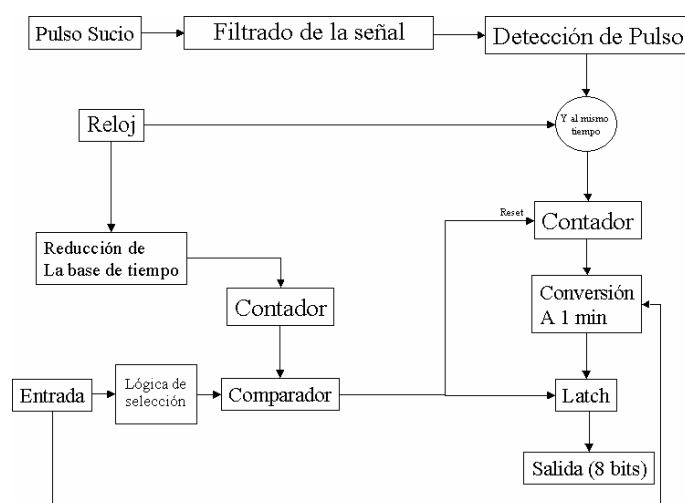 Pulso Sucio
Filtrado de la señal
Detección de Pulso
Y al mismo
tiempo
Reloj
Reset
Contador
Reducción de
La base de tiempo
Contador
Conversión
A 1 min
Entrada
Lógica de
selección
Comparador
Latch
Salida (8 bits)